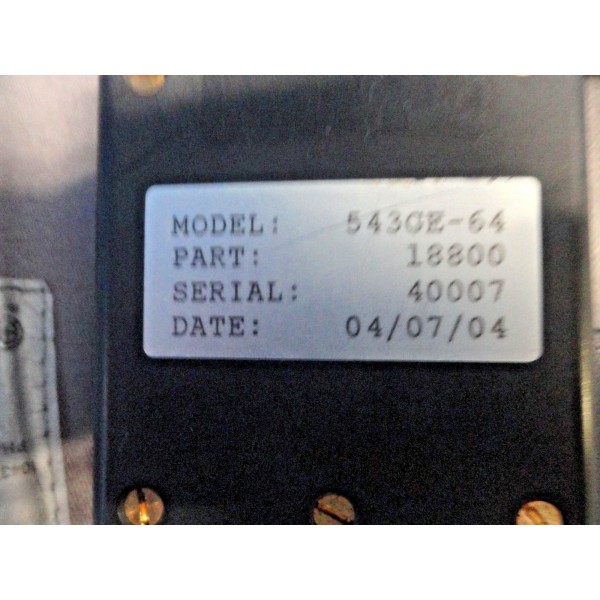 MODEL: 543GE-64
PART: 18800
SERIAL: 40007
DATE: 04/07/04